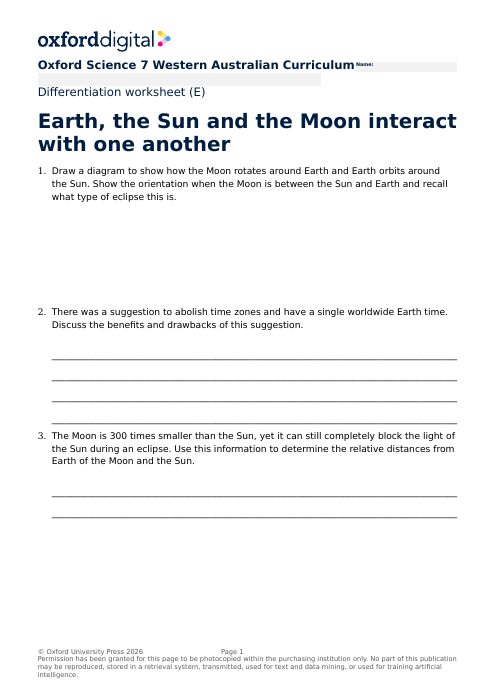 oxforddigital
Oxford Science 7 Western Australian Curriculum Name:
Differentiation worksheet (E)
Earth, the Sun and the Moon interact
with one another
1. Draw a diagram to show how the Moon rotates around Earth and Earth orbits around
the Sun. Show the orientation when the Moon is between the Sun and Earth and recall
what type of eclipse this is.
2. There was a suggestion to abolish time zones and have a single worldwide Earth time.
Discuss the benefits and drawbacks of this suggestion.
3. The Moon is 300 times smaller than the Sun, yet it can still completely block the light of
the Sun during an eclipse. Use this information to determine the relative distances from
Earth of the Moon and the Sun.
© Oxford University Press 2026 Page 1
Permission has been granted for this page to be photocopied within the purchasing institution only. No part of this publication
may be reproduced, stored in a retrieval system, transmitted, used for text and data mining, or used for training artificial
intelligence.